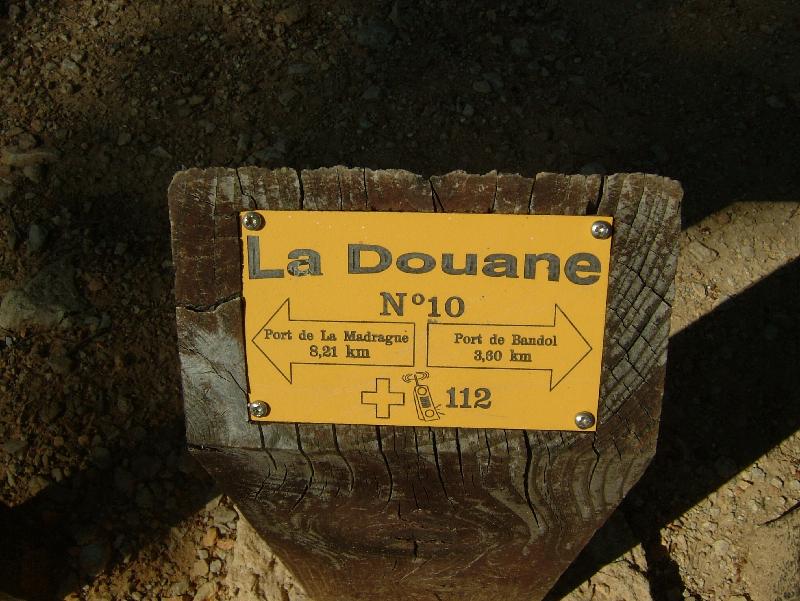 La Douane
N°10
Port de La Madrague
8,21 km
Port de Bandol
3,60 km
112